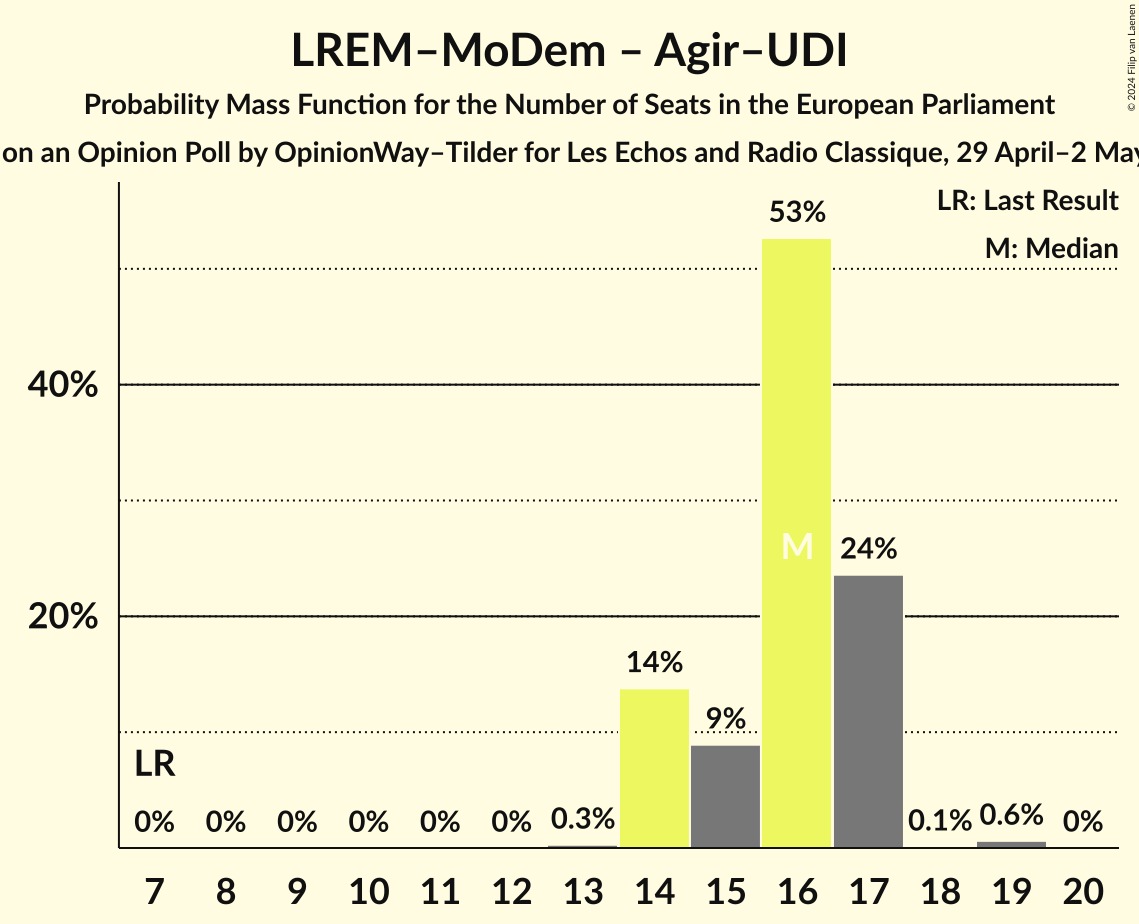 LREM–MoDem – Agir–UDI
Probability Mass Function for the Number of Seats in the European Parliament
on an Opinion Poll by OpinionWay–Tilder for Les Echos and Radio Classique, 29 April–2 May
© 2024 Filip van Laenen
LR: Last Result
M: Median
53%
40%
M
24%
20%
14%
9%
LR
0% 0% 0% 0% 0% 0% 0.3% 0.1% 0.6% 0%
7 8 9 10 11 12 13 14 15 16 17 18 19 20